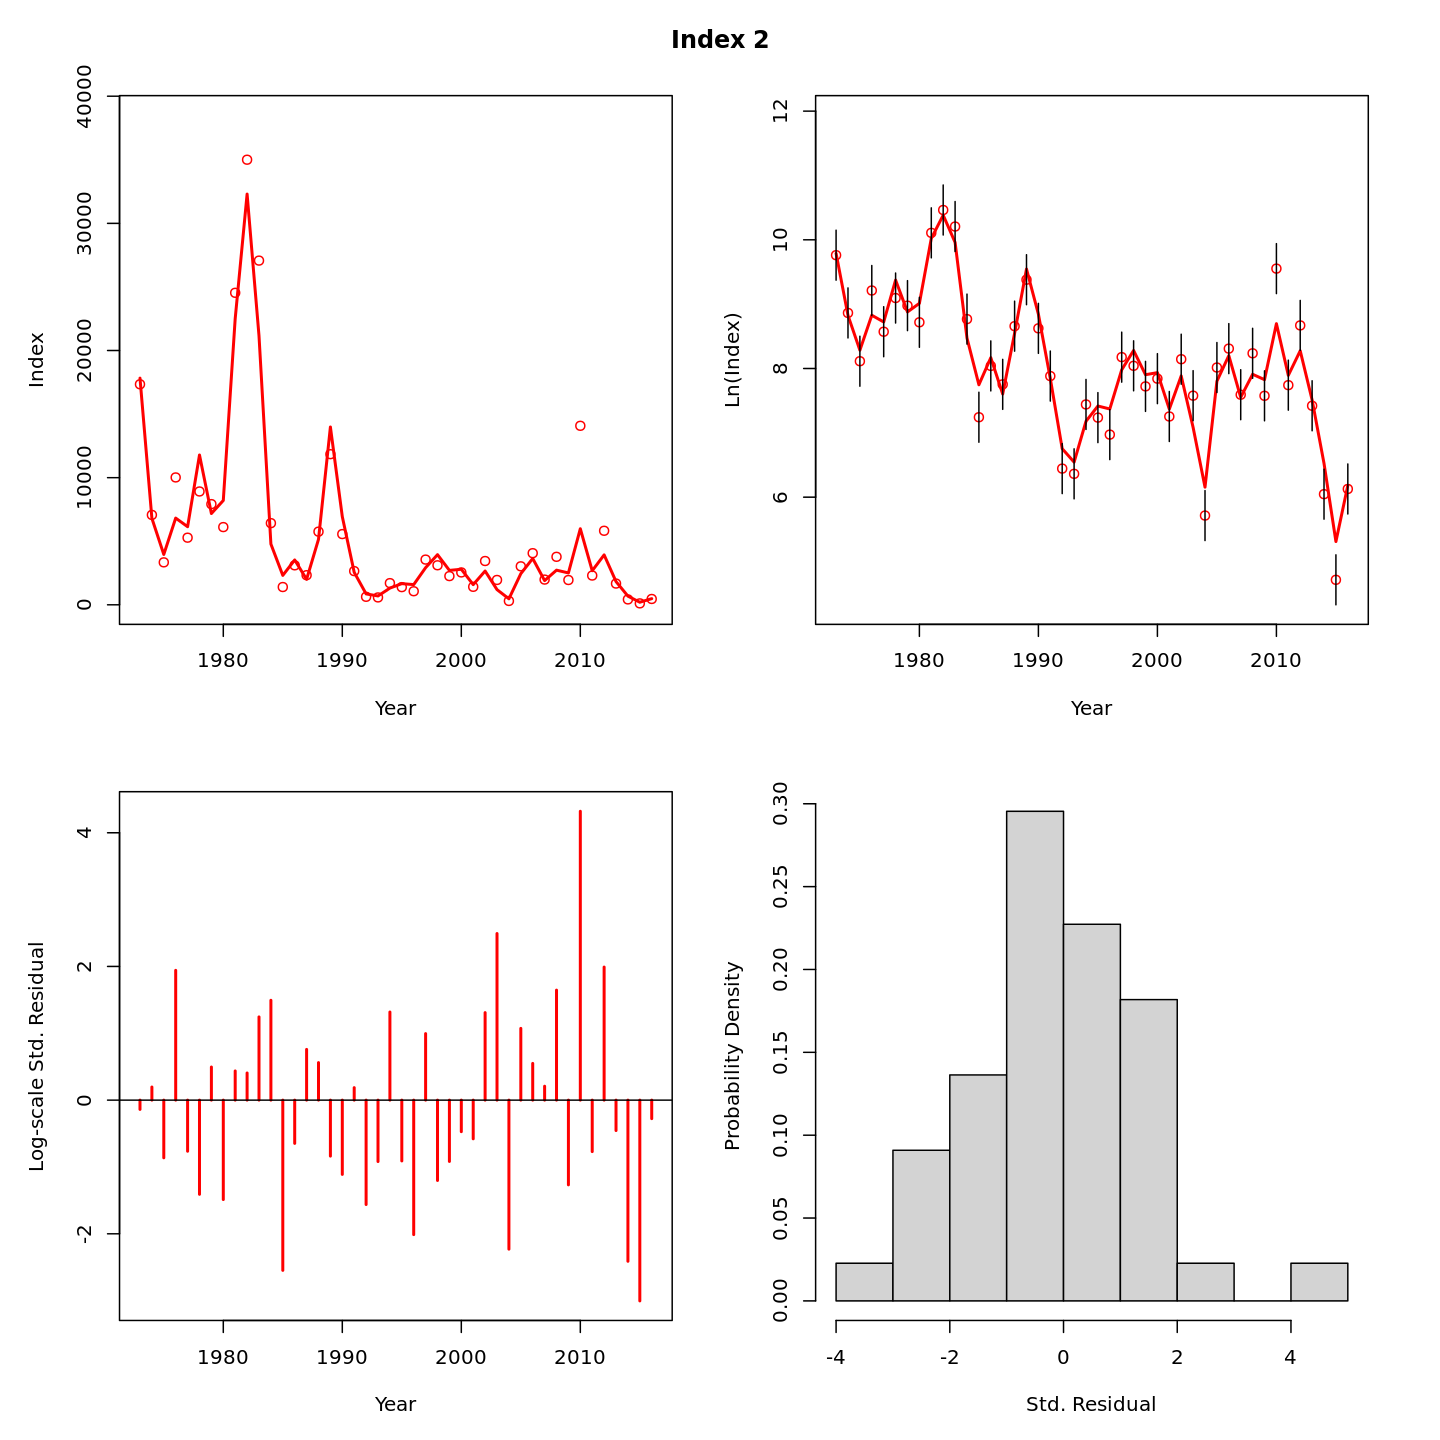 Index 2
40000
30000
20000
10000
0
Index
1980 1990 2000 2010
Year
12
10
8
6
Ln(Index)
1980 1990 2000 2010
Year
4
2
0
-2
Log-scale Std. Residual
1980 1990 2000 2010
Year
0.30
0.25
0.20
0.15
0.10
0.05
0.00
Probability Density
-4 -2 0 2 4
Std. Residual